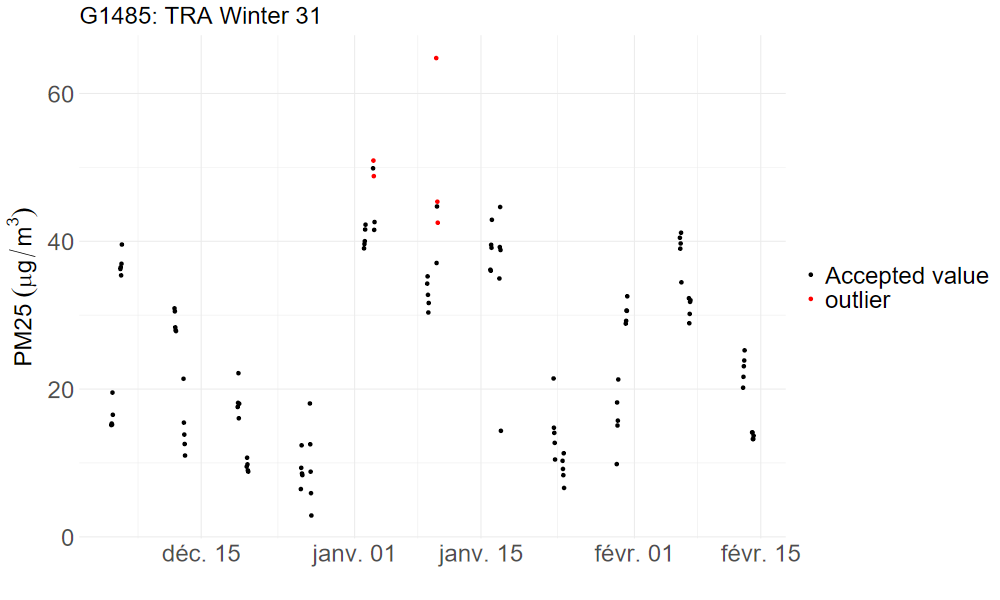 G1485: TRA Winter 31
PM25 (μg/m³)
60
40
20
0
déc. 15
janv. 01
janv. 15
févr. 01
févr. 15
Accepted value
outlier